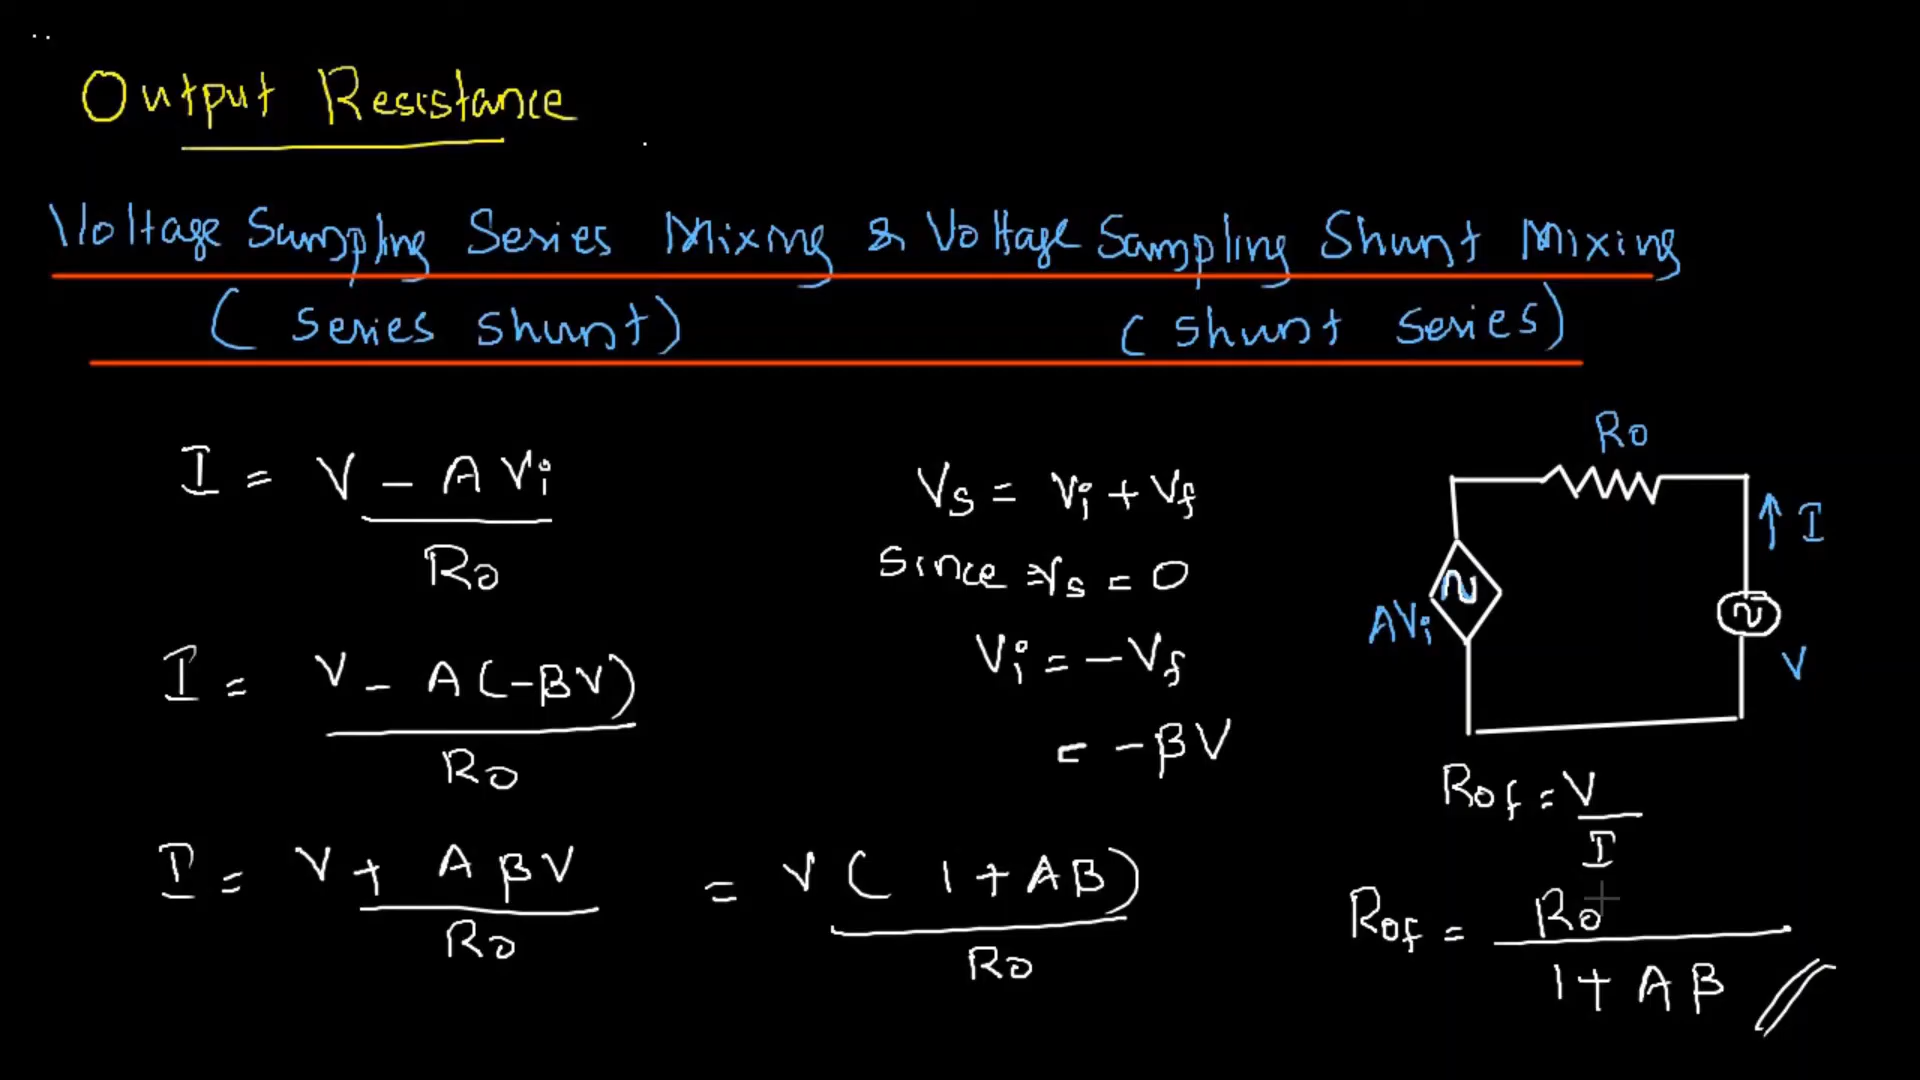 Output Resistance
Voltage Sampling Series Mixing & Voltage Sampling Shunt Mixing
(Series Shunt) (Shunt Series)
I = V - AVi / Ro
Vs = Vi + Vf
since Vs = 0
Vi = -Vf
= -βV
I = V - A(-βV) / Ro
I = V + AβV / Ro = V(1 + Aβ) / Ro
Ro
I
AVi
V
Rof = V / I
Rof = Ro / 1 + Aβ